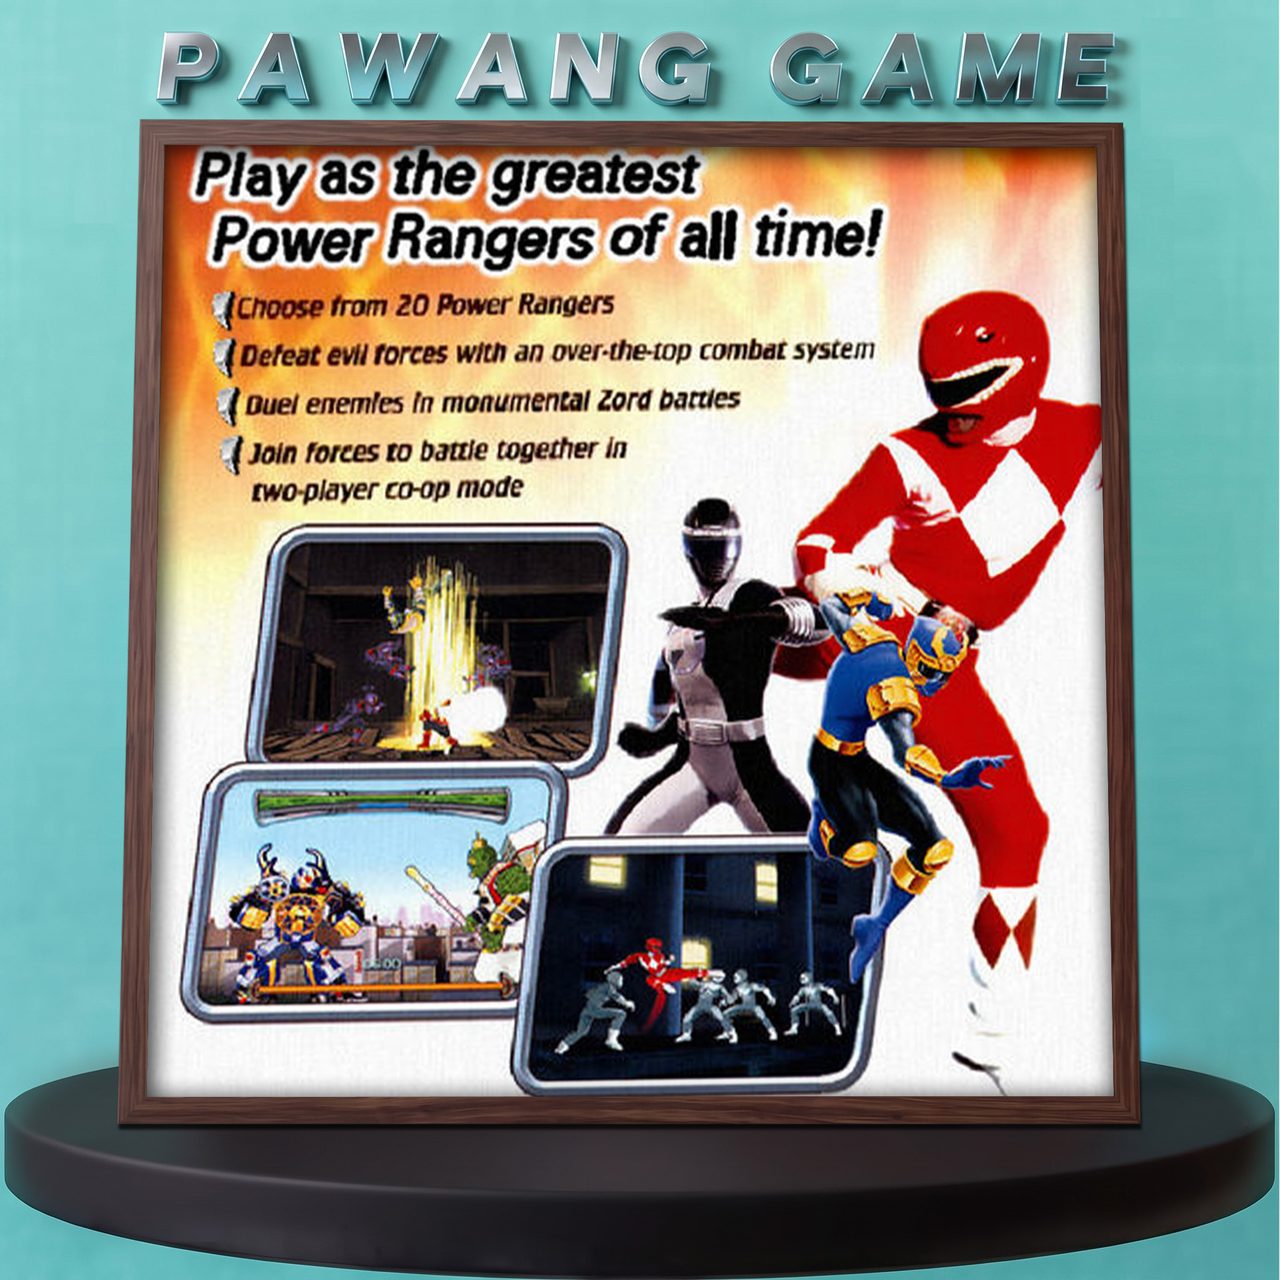 PAWANG GAME
Play as the greatest
Power Rangers of all time!
Choose from 20 Power Rangers
Defeat evil forces with an over-the-top combat system
Duel enemies in monumental Zord battles
Join forces to battle together in
two-player co-op mode